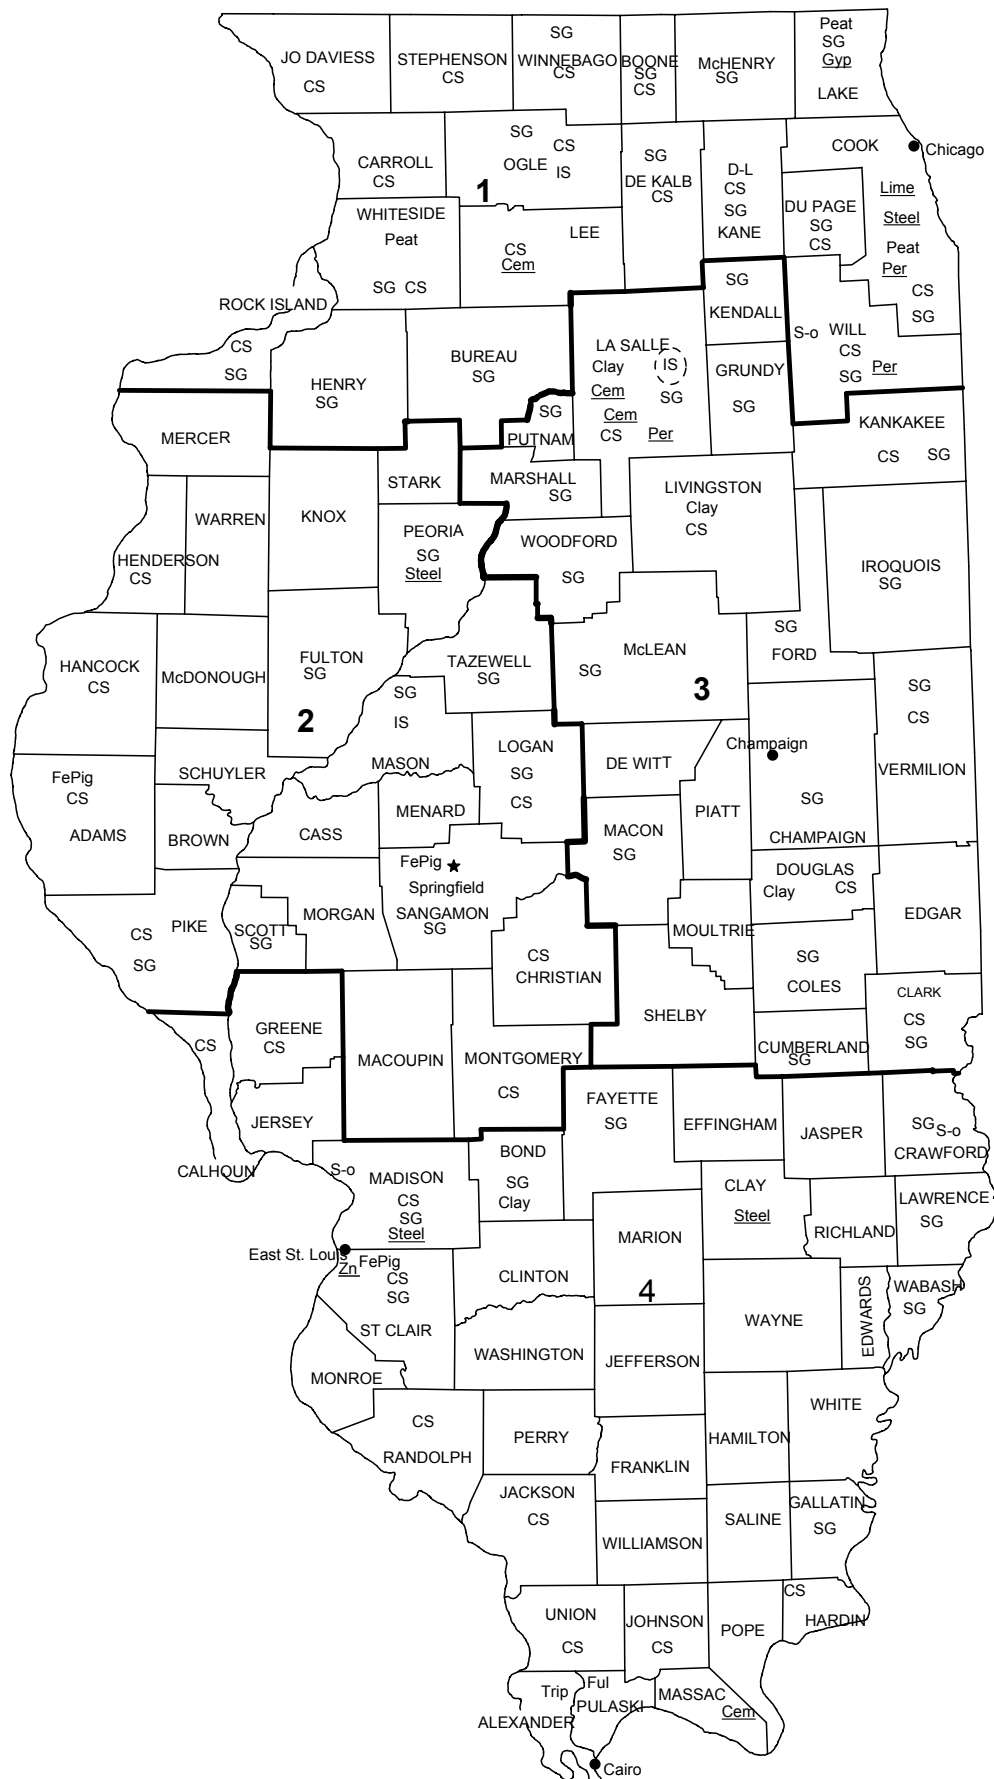 JO DAVIESS
CS
STEPHENSON
CS
SG
WINNEBAGO
CS
BOONE
SG
CS
McHENRY
SG
Peat
SG
Gyp
LAKE
CARROLL
CS
SG
CS
OGLE
IS
1
SG
DE KALB
CS
D-L
CS
SG
KANE
COOK
Chicago
Lime
Steel
Peat
Per
CS
SG
DU PAGE
SG
CS
WHITESIDE
Peat
SG CS
LEE
CS
Cem
ROCK ISLAND
CS
SG
HENRY
SG
BUREAU
SG
LA SALLE
Clay
IS
Cem
SG
Cem
CS
Per
SG
KENDALL
GRUNDY
SG
S-o
WILL
CS
SG
Per
SG
PUTNAM
MERCER
KANKAKEE
CS
SG
STARK
MARSHALL
SG
LIVINGSTON
Clay
CS
KNOX
WARREN
HENDERSON
CS
PEORIA
SG
Steel
WOODFORD
SG
IROQUOIS
SG
HANCOCK
CS
McDONOUGH
FULTON
SG
2
TAZEWELL
SG
McLEAN
SG
3
SG
FORD
SG
IS
MASON
SG
CS
VERMILION
LOGAN
SG
CS
DE WITT
Champaign
SG
CHAMPAIGN
PIATT
FePig
CS
ADAMS
SCHUYLER
BROWN
CASS
MENARD
MACON
SG
FePig
Springfield
SANGAMON
SG
DOUGLAS
Clay
CS
EDGAR
CS
PIKE
SG
SCOTT
SG
MORGAN
CS
CHRISTIAN
MOULTRIE
SG
COLES
CLARK
CS
SG
SHELBY
CUMBERLAND
SG
GREENE
CS
CS
CALHOUN
MACOUPIN
MONTGOMERY
CS
JERSEY
FAYETTE
SG
EFFINGHAM
JASPER
SG
S-o
CRAWFORD
S-o
MADISON
CS
SG
Steel
BOND
SG
Clay
CLAY
Steel
LAWRENCE
SG
RICHLAND
MARION
East St. Louis
Zn
FePig
CS
SG
ST CLAIR
CLINTON
4
WAYNE
EDWARDS
WABASH
SG
WASHINGTON
JEFFERSON
MONROE
CS
RANDOLPH
PERRY
FRANKLIN
HAMILTON
WHITE
JACKSON
CS
WILLIAMSON
SALINE
GALLATIN
SG
UNION
CS
JOHNSON
CS
POPE
CS
HARDIN
Trip
ALEXANDER
Ful
PULASKI
MASSAC
Cem
Cairo